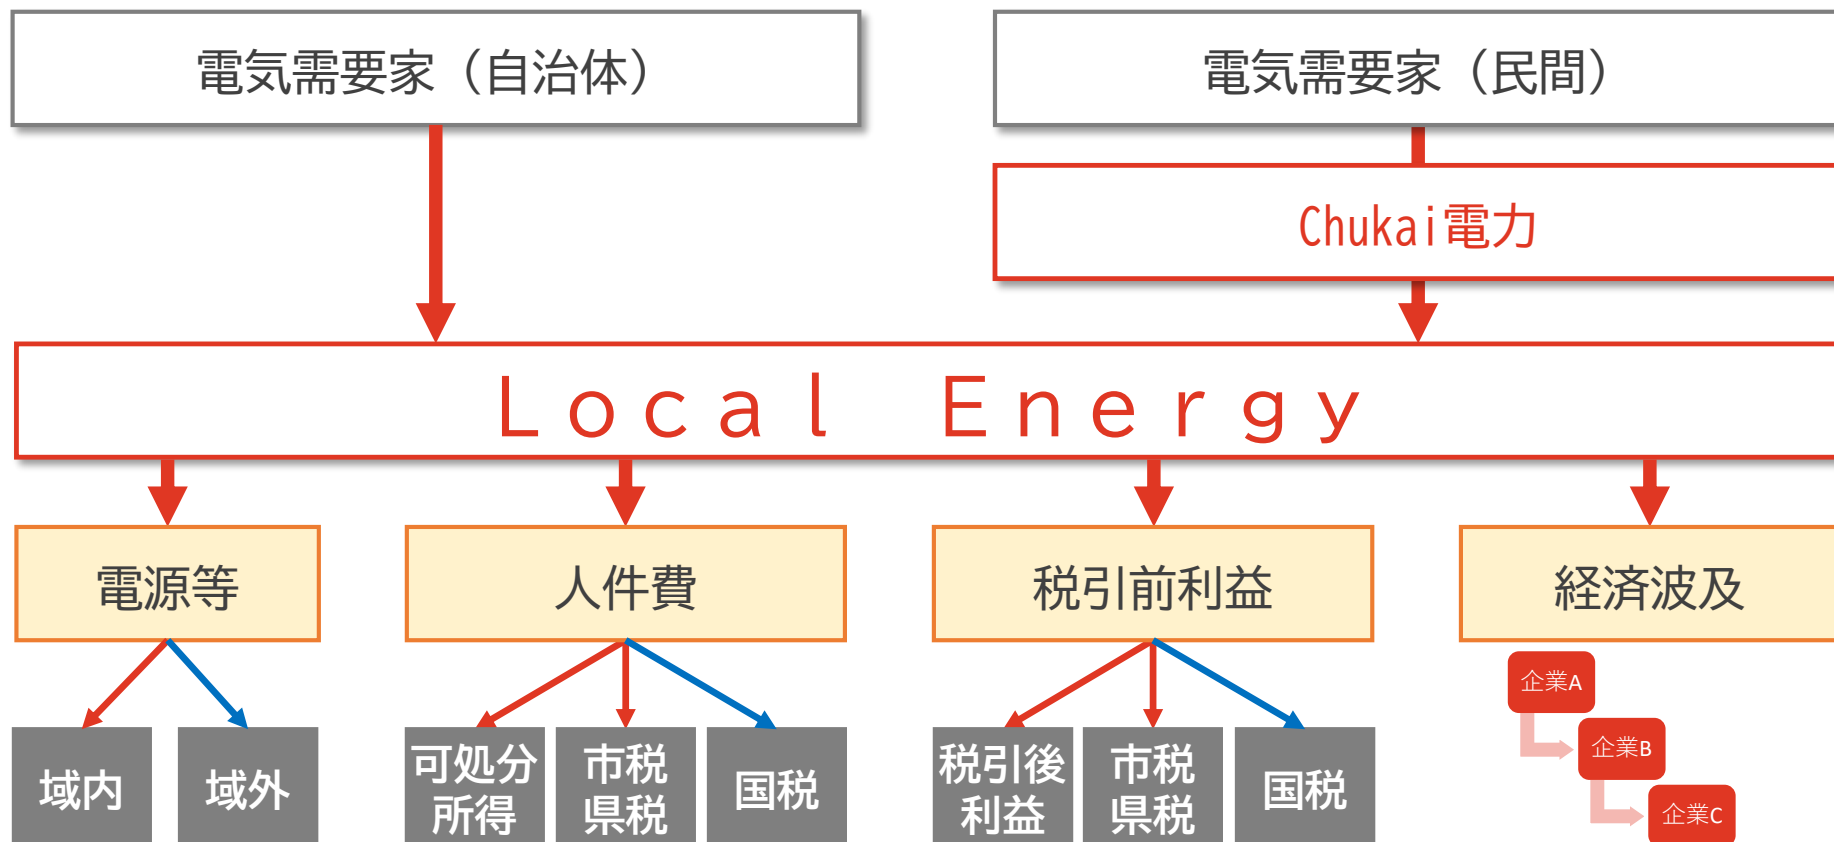 電気需要家（自治体）
電気需要家（民間）
Chukai電力
Ｌｏｃａｌ　Ｅｎｅｒｇｙ
電源等
人件費
税引前利益
経済波及
域内
域外
可処分
所得
市税
県税
国税
税引後
利益
市税
県税
国税
企業A
企業B
企業C